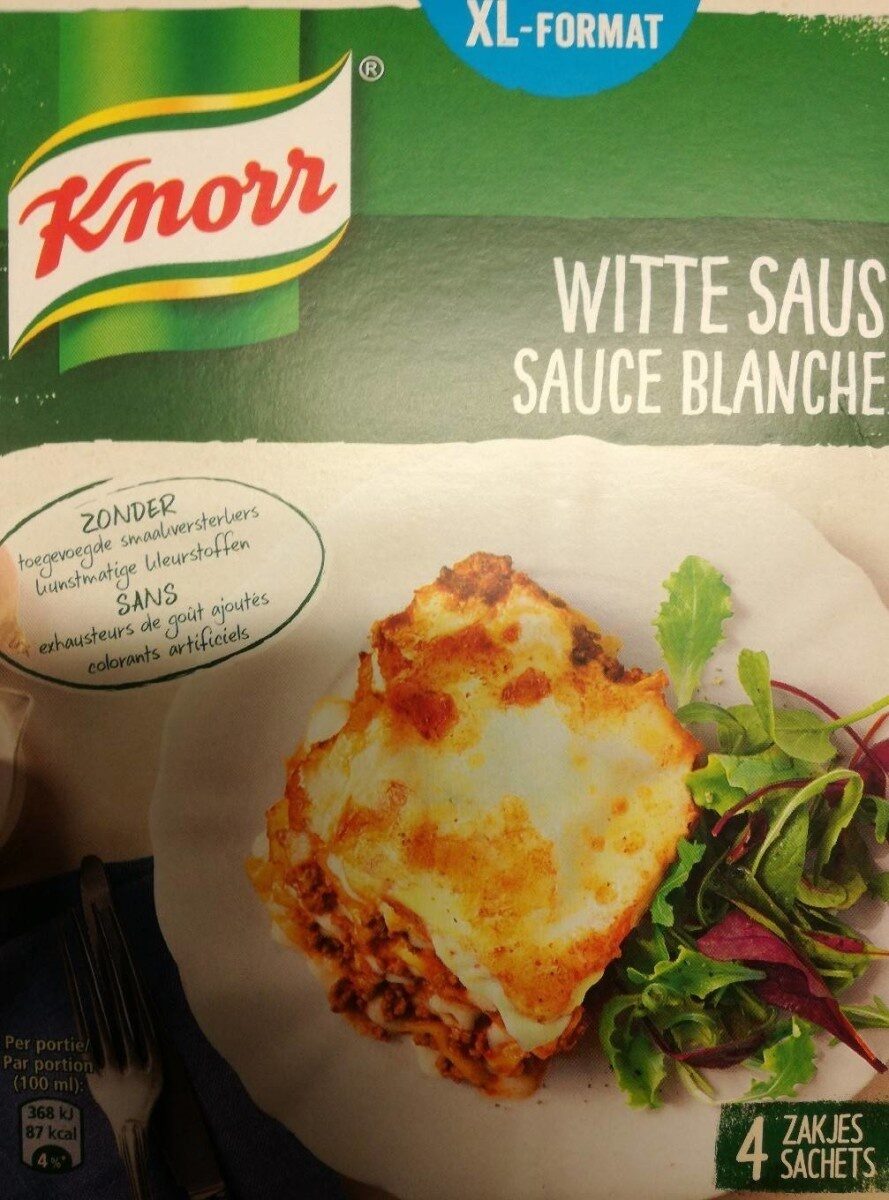 XL-FORMAT
Knorr®
WITTE SAUS
SAUCE BLANCHE
ZONDER
toegevoegde smaakversterkers
kunstmatige kleurstoffen
SANS
exhausteurs de goût ajoutés
colorants artificiels
Per portie/
Par portion
(100 ml):
368 kJ
87 kcal
4%*
4 ZAKJES
SACHETS